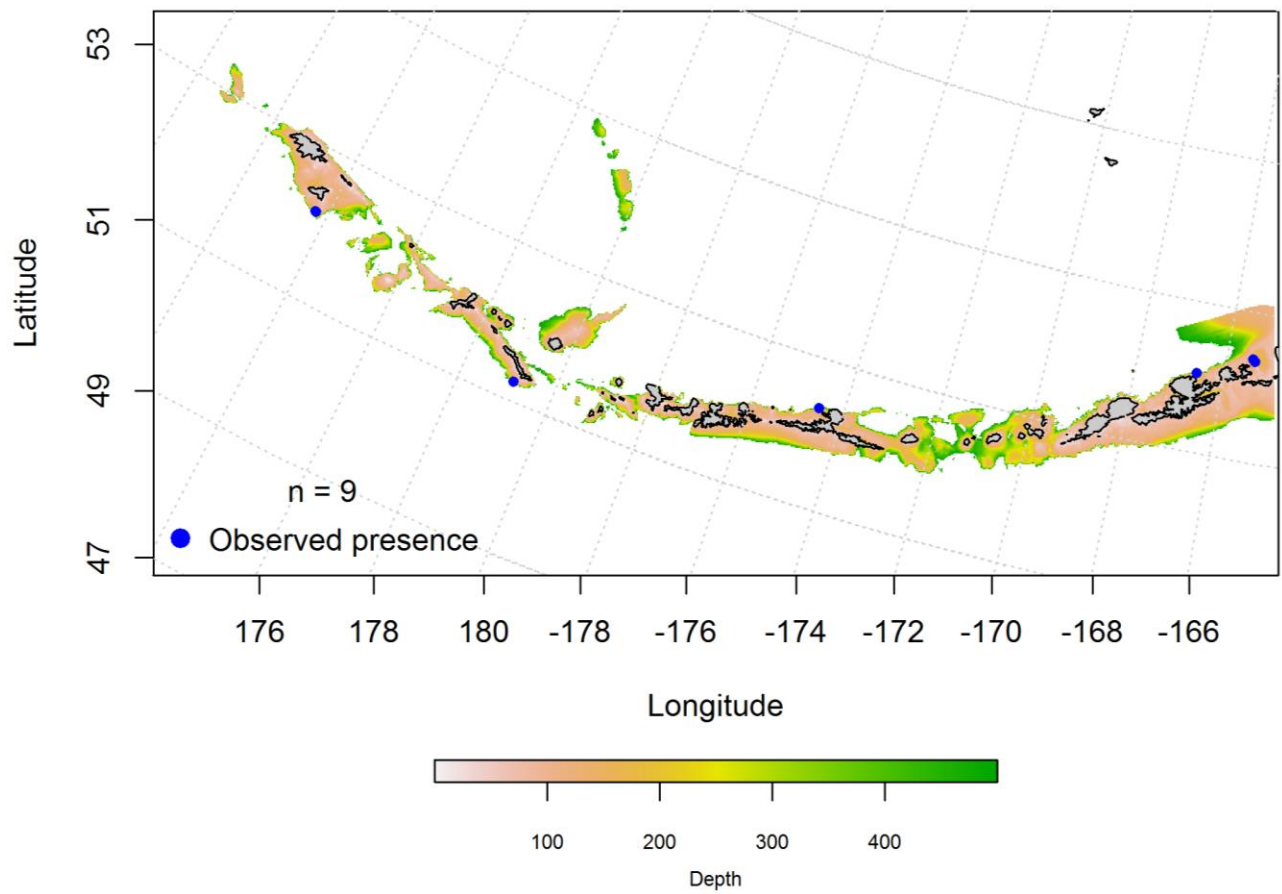 53
51
49
47
Latitude
n = 9
Observed presence
176 178 180 -178 -176 -174 -172 -170 -168 -166
Longitude
100 200 300 400
Depth